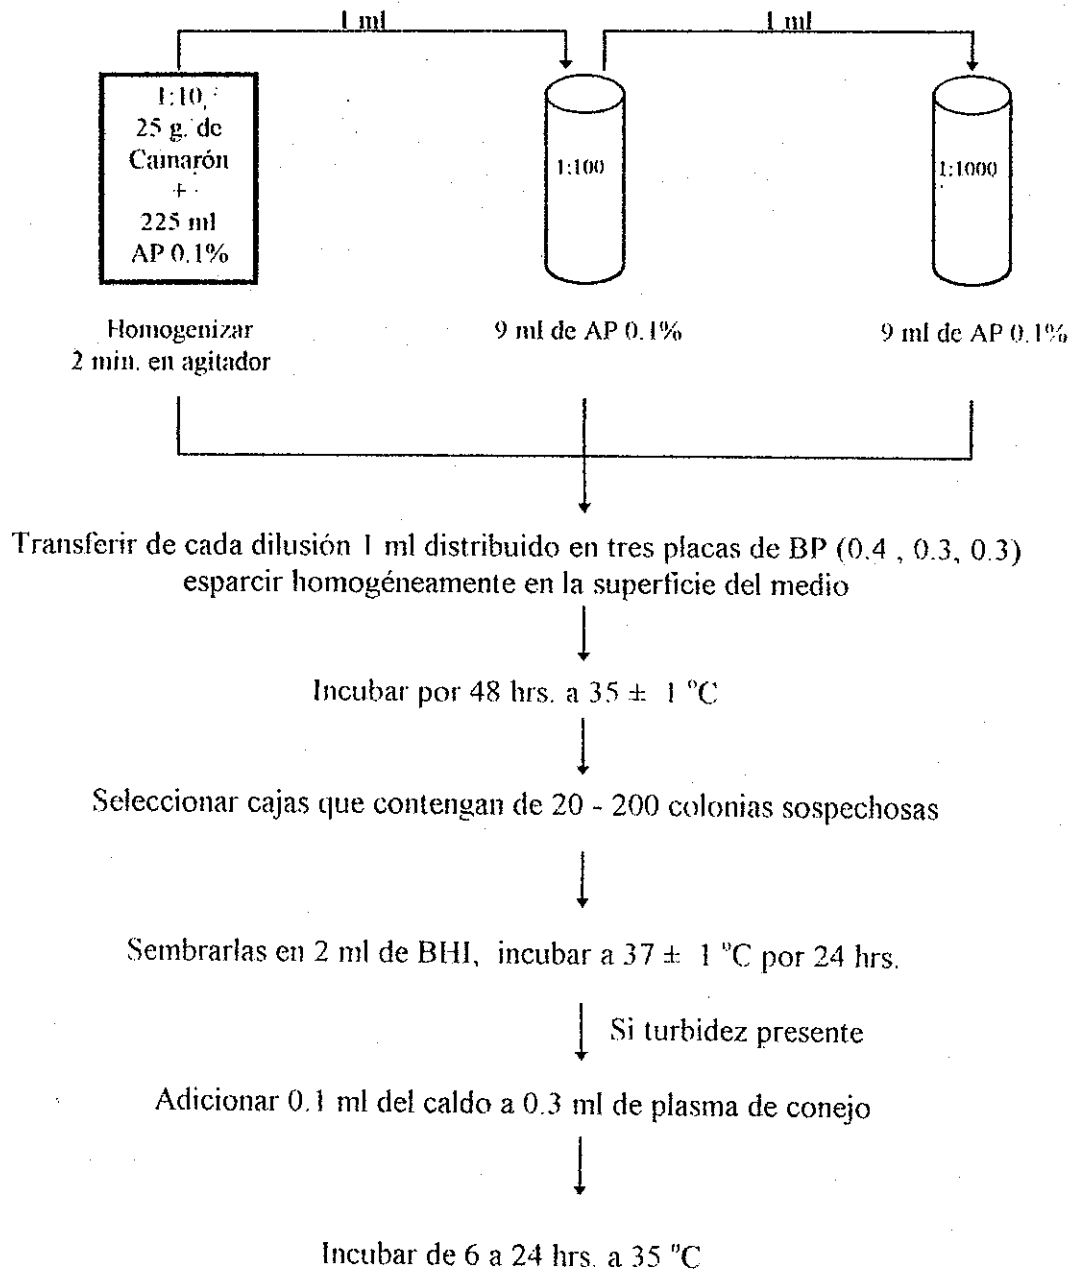 1 ml
1 ml
1:10,
25 g. de
Camarón
+
225 ml
AP 0.1%
1:100
1:1000
Homogenizar
2 min. en agitador
9 ml de AP 0.1%
9 ml de AP 0.1%
Transferir de cada dilusión 1 ml distribuido en tres placas de BP (0.4 , 0.3, 0.3)
esparcir homogéneamente en la superficie del medio
Incubar por 48 hrs. a 35 ± 1 °C
Seleccionar cajas que contengan de 20 - 200 colonias sospechosas
Sembrarlas en 2 ml de BHI, incubar a 37 ± 1 °C por 24 hrs.
Si turbidez presente
Adicionar 0.1 ml del caldo a 0.3 ml de plasma de conejo
Incubar de 6 a 24 hrs. a 35 °C